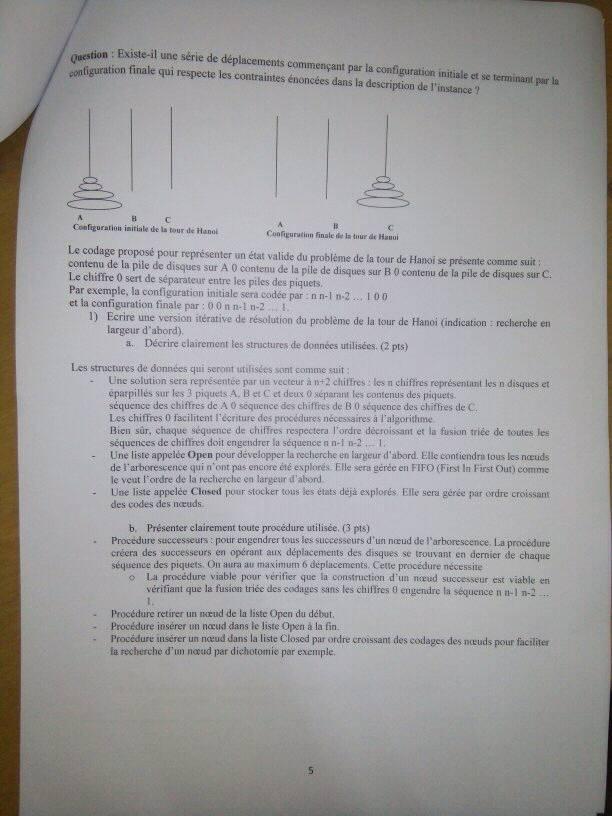 Question : Existe-il une série de déplacements commençant par la configuration initiale et se terminant par la
configuration finale qui respecte les contraintes énoncées dans la description de l'instance ?
A B C
Configuration initiale de la tour de Hanoi
A B C
Configuration finale de la tour de Hanoi
Le codage proposé pour représenter un état valide du problème de la tour de Hanoi se présente comme suit :
contenu de la pile de disques sur A 0 contenu de la pile de disques sur B 0 contenu de la pile de disques sur C.
Le chiffre 0 sert de séparateur entre les piles des piquets.
Par exemple, la configuration initiale sera codée par : n n-1 n-2 … 1 0 0
et la configuration finale par : 0 0 n n-1 n-2 … 1.
1) Ecrire une version itérative de résolution du problème de la tour de Hanoi (indication : recherche en
largeur d'abord).
a. Décrire clairement les structures de données utilisées. (2 pts)
Les structures de données qui seront utilisées sont comme suit :
- Une solution sera représentée par un vecteur à n+2 chiffres : les n chiffres représentant les n disques et
éparpillés sur les 3 piquets A, B et C et deux 0 séparant les contenus des piquets.
séquence des chiffres de A 0 séquence des chiffres de B 0 séquence des chiffres de C.
Les chiffres 0 facilitent l'écriture des procédures nécessaires à l'algorithme.
Bien sûr, chaque séquence de chiffres respectera l'ordre décroissant et la fusion triée de toutes les
séquences de chiffres doit engendrer la séquence n n-1 n-2 … 1.
- Une liste appelée Open pour développer la recherche en largeur d'abord. Elle contiendra tous les nœuds
de l'arborescence qui n'ont pas encore été explorés. Elle sera gérée en FIFO (First In First Out) comme
le veut l'ordre de la recherche en largeur d'abord.
- Une liste appelée Closed pour stocker tous les états déjà explorés. Elle sera gérée par ordre croissant
des codes des nœuds.
b. Présenter clairement toute procédure utilisée. (3 pts)
- Procédure successeurs : pour engendrer tous les successeurs d'un nœud de l'arborescence. La procédure
créera des successeurs en opérant aux déplacements des disques se trouvant en dernier de chaque
séquence des piquets. On aura au maximum 6 déplacements. Cette procédure nécessite
o La procédure viable pour vérifier que la construction d'un nœud successeur est viable en
vérifiant que la fusion triée des codages sans les chiffres 0 engendre la séquence n n-1 n-2 …
1.
- Procédure retirer un nœud de la liste Open du début.
- Procédure insérer un nœud dans le liste Open à la fin.
- Procédure insérer un nœud dans la liste Closed par ordre croissant des codages des nœuds pour faciliter
la recherche d'un nœud par dichotomie par exemple.
5